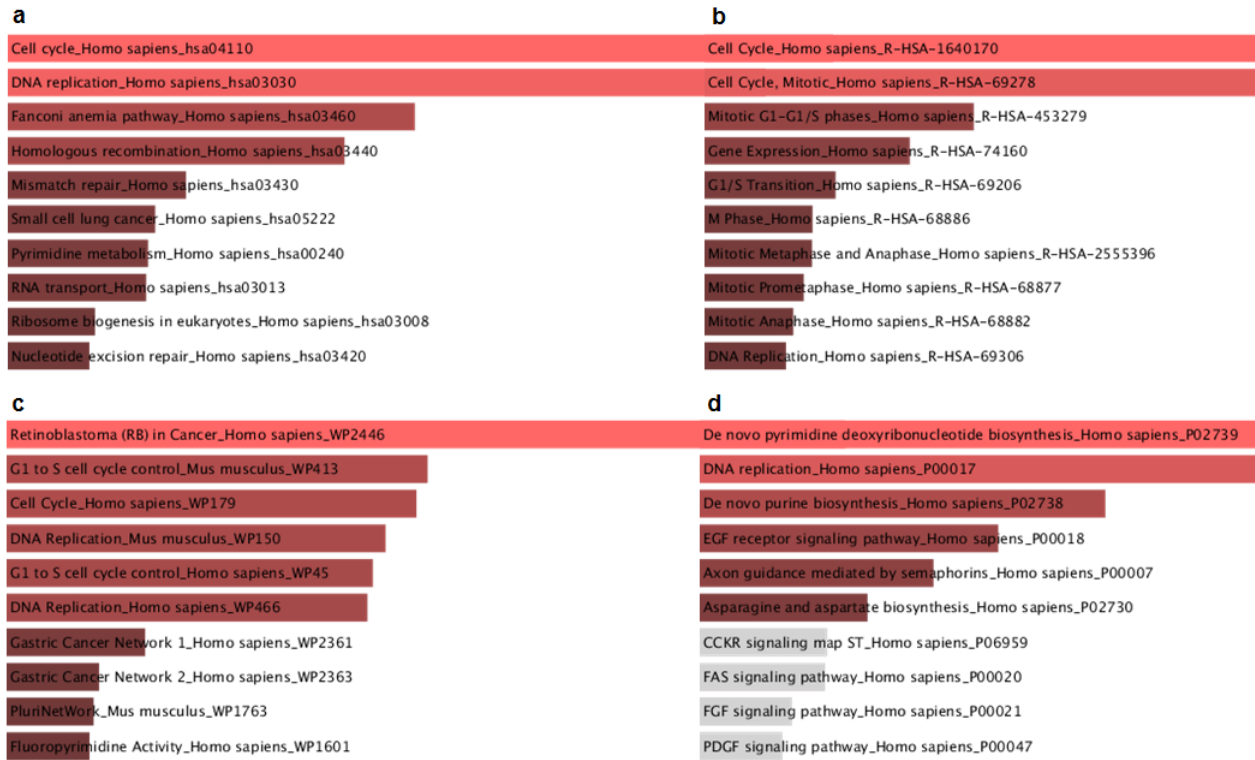 a
Cell cycle_Homo sapiens_hsa04110
DNA replication_Homo sapiens_hsa03030
Fanconi anemia pathway_Homo sapiens_hsa03460
Homologous recombination_Homo sapiens_hsa03440
Mismatch repair_Homo sapiens_hsa03430
Small cell lung cancer_Homo sapiens_hsa05222
Pyrimidine metabolism_Homo sapiens_hsa00240
RNA transport_Homo sapiens_hsa03013
Ribosome biogenesis in eukaryotes_Homo sapiens_hsa03008
Nucleotide excision repair_Homo sapiens_hsa03420
b
Cell Cycle_Homo sapiens_R-HSA-1640170
Cell Cycle, Mitotic_Homo sapiens_R-HSA-69278
Mitotic G1-G1/S phases_Homo sapiens_R-HSA-453279
Gene Expression_Homo sapiens_R-HSA-74160
G1/S Transition_Homo sapiens_R-HSA-69206
M Phase_Homo sapiens_R-HSA-68886
Mitotic Metaphase and Anaphase_Homo sapiens_R-HSA-2555396
Mitotic Prometaphase_Homo sapiens_R-HSA-68877
Mitotic Anaphase_Homo sapiens_R-HSA-68882
DNA Replication_Homo sapiens_R-HSA-69306
c
Retinoblastoma (RB) in Cancer_Homo sapiens_WP2446
G1 to S cell cycle control_Mus musculus_WP413
Cell Cycle_Homo sapiens_WP179
DNA Replication_Mus musculus_WP150
G1 to S cell cycle control_Homo sapiens_WP45
DNA Replication_Homo sapiens_WP466
Gastric Cancer Network 1_Homo sapiens_WP2361
Gastric Cancer Network 2_Homo sapiens_WP2363
PluriNetWork_Mus musculus_WP1763
Fluoropyrimidine Activity_Homo sapiens_WP1601
d
De novo pyrimidine deoxyribonucleotide biosynthesis_Homo sapiens_P02739
DNA replication_Homo sapiens_P00017
De novo purine biosynthesis_Homo sapiens_P02738
EGF receptor signaling pathway_Homo sapiens_P00018
Axon guidance mediated by semaphorins_Homo sapiens_P00007
Asparagine and aspartate biosynthesis_Homo sapiens_P02730
CCKR signaling map ST_Homo sapiens_P06959
FAS signaling pathway_Homo sapiens_P00020
FGF signaling pathway_Homo sapiens_P00021
PDGF signaling pathway_Homo sapiens_P00047